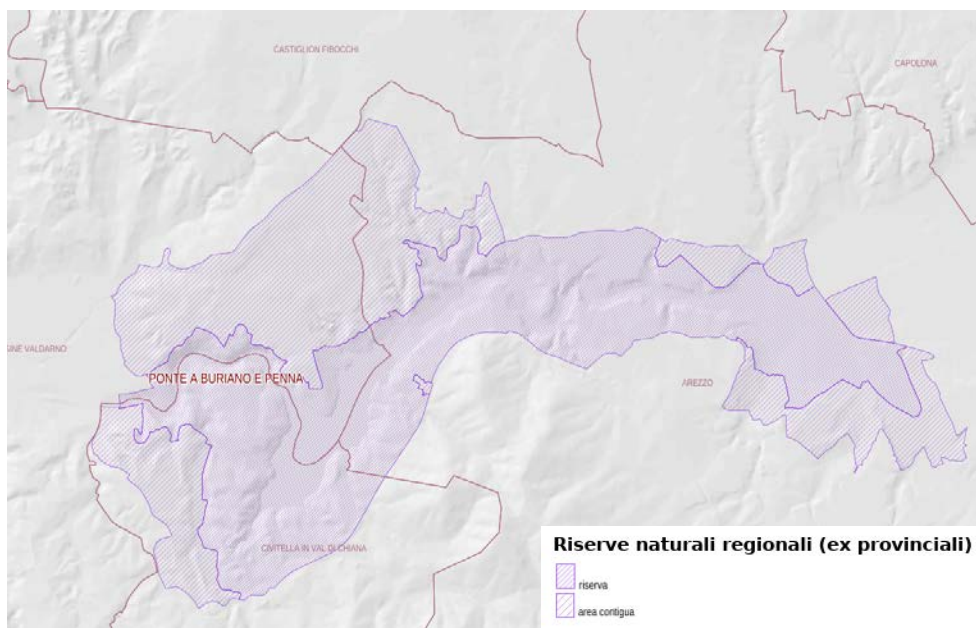 CASTIGLION FIBOCCHI
CAPOLONA
SINE VALDARNO
PONTE A BURIANO E PENNA
AREZZO
CIVITELLA IN VAL DI CHIANA
Riserve naturali regionali (ex provinciali)
riserva
area contigua